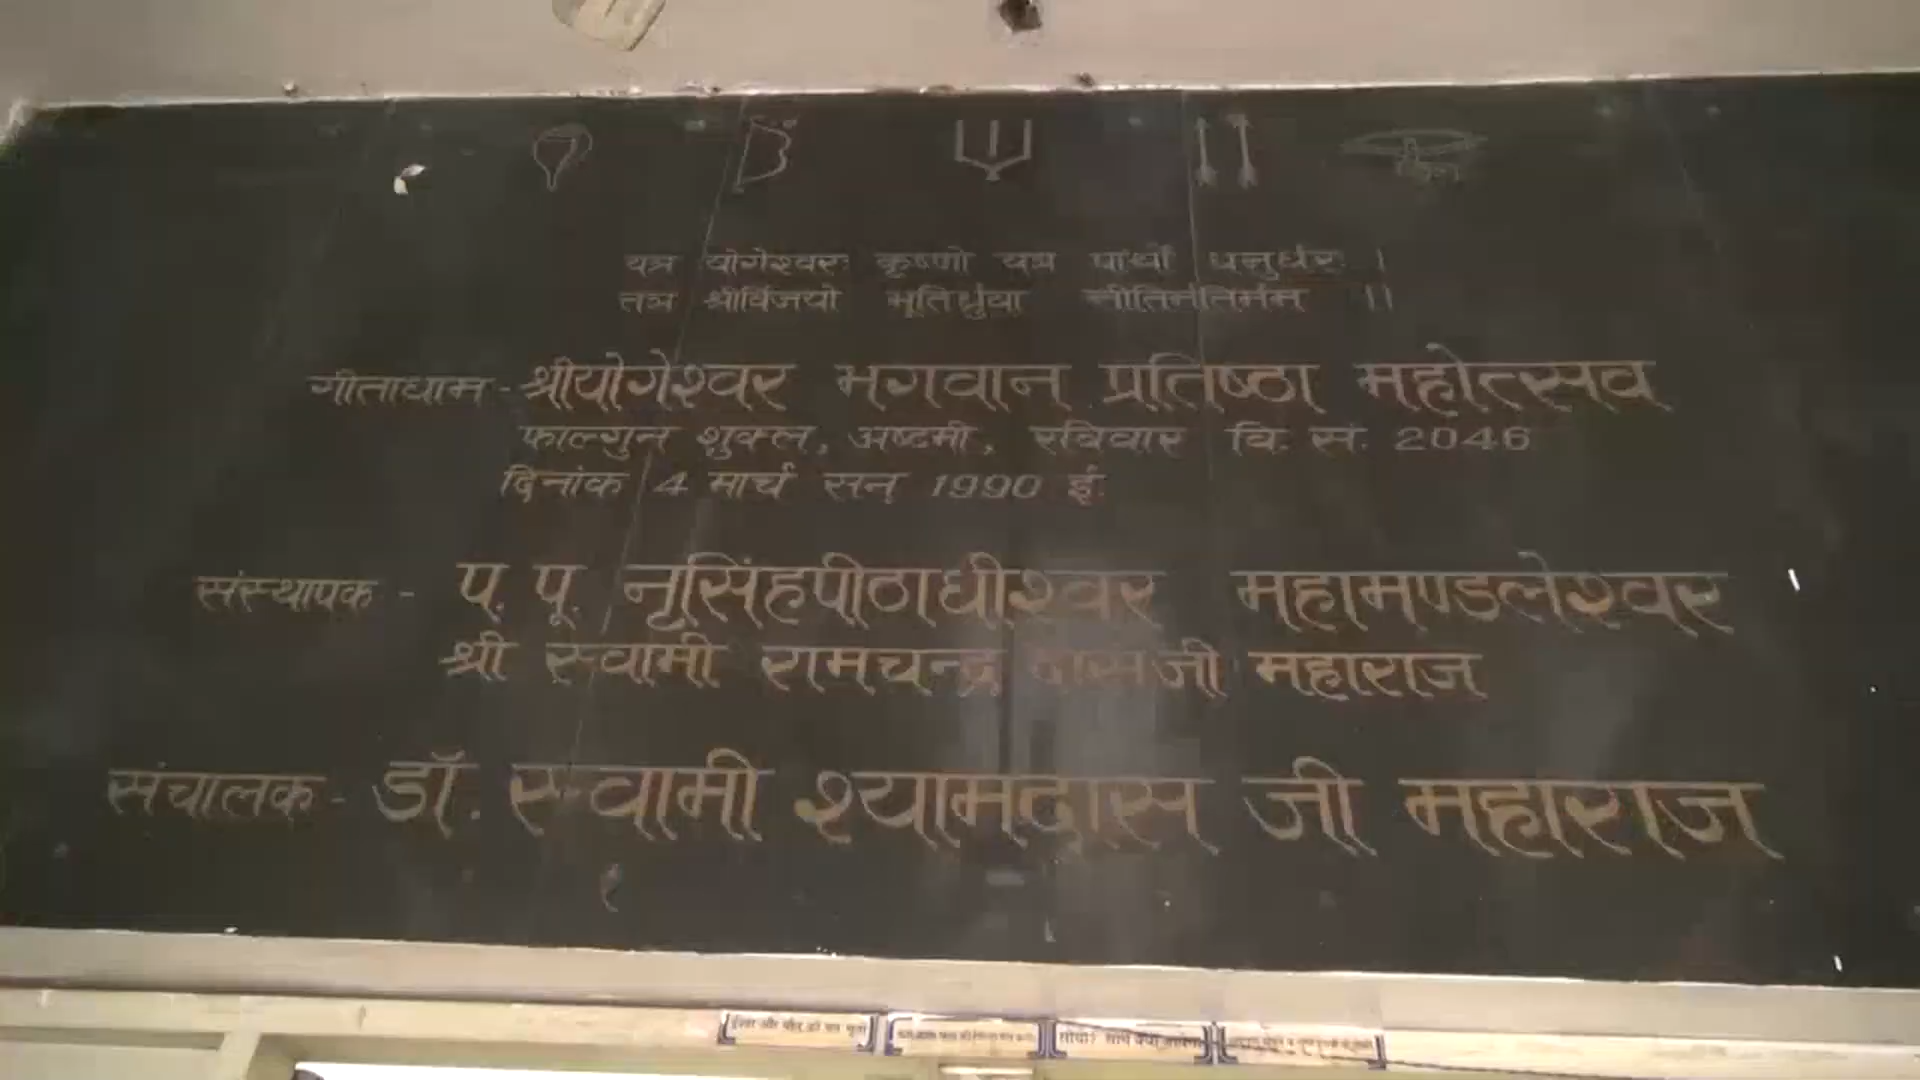 यत्र योगेश्वरः कृष्णो यत्र पार्थो धनुर्धरः ।
तत्र श्रीर्विजयो भूतिर्ध्रुवा नीतिर्मतिर्मम ।।
गीताधाम - श्रीयोगेश्वर भगवान प्रतिष्ठा महोत्सव
फाल्गुन शुक्ल, अष्टमी, रविवार वि. सं. 2046
दिनांक 4 मार्च सन् 1990 ई.
संस्थापक - प. पू. नृसिंहपीठाधीश्वर महामण्डलेश्वर
श्री स्वामी रामचन्द्र दासजी महाराज
संचालक - डॉ. स्वामी श्यामदास जी महाराज